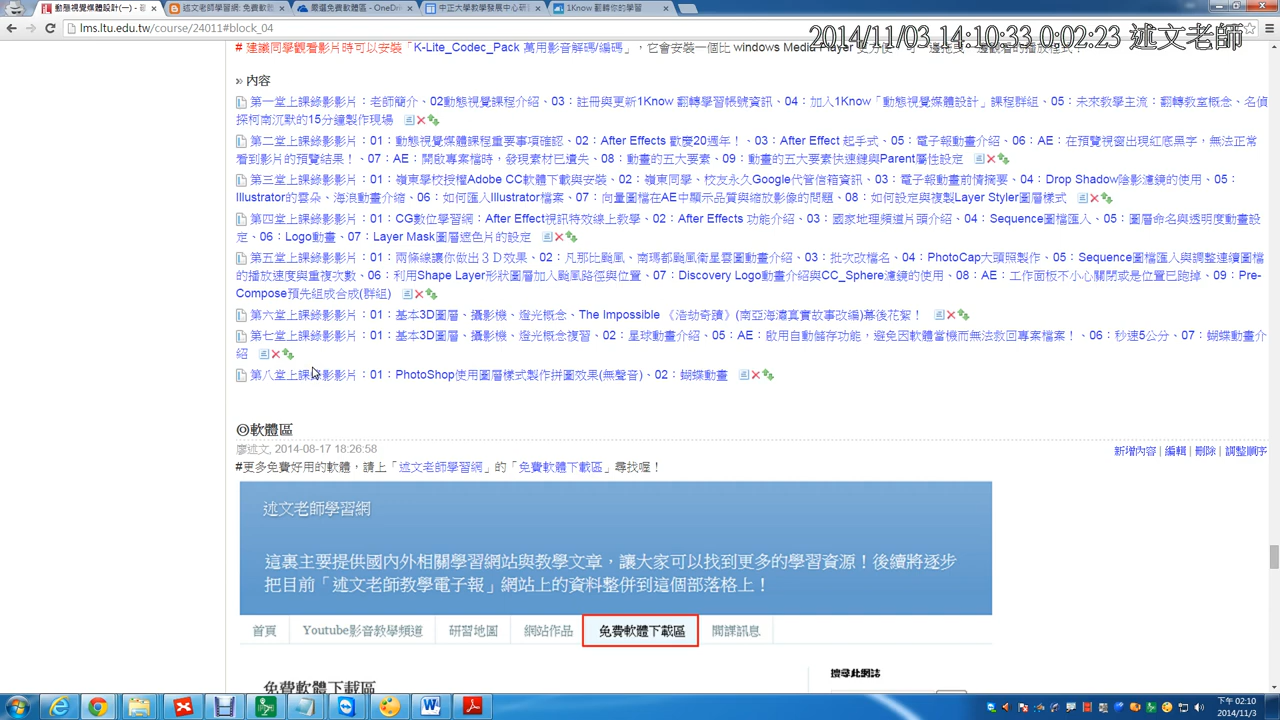 動態視覺媒體設計(一) - 嶺
述文老師學習網: 免費軟體
嚴選免費軟體區 - OneDri
中正大學教學發展中心研
1Know 翻轉你的學習
lms.ltu.edu.tw/course/24011#block_04
2014/11/03 14:10:33 0:02:23 述文老師
# 建議同學觀看影片時可以安裝「K-Lite_Codec_Pack 萬用影音解碼/編碼」，它會安裝一個比 windows Media
» 內容
第一堂上課錄影影片：老師簡介、02動態視覺課程介紹、03：註冊與更新1Know 翻轉學習帳號資訊、04：加入1Know「動態視覺媒體設計」課程群組、05：未來教學主流：翻轉教室概念、名偵
探柯南沉默の15分鐘製作現場
第二堂上課錄影影片：01：動態視覺媒體課程重要事項確認、02：After Effects 歡慶20週年！、03：After Effect 起手式、05：電子報動畫介紹、06：AE：在預覽視窗出現紅底黑字，無法正常
看到影片的預覽結果！、07：AE：開啟專案檔時，發現素材已遺失、08：動畫的五大要素、09：動畫的五大要素快速鍵與Parent屬性設定
第三堂上課錄影影片：01：嶺東學校授權Adobe CC軟體下載與安裝、02：嶺東同學、校友永久Google代管信箱資訊、03：電子報動畫前情摘要、04：Drop Shadow陰影濾鏡的使用、05：
Illustrator的雲朵、海浪動畫介紹、06：如何匯入Illustrator檔案、07：向量圖檔在AE中顯示品質與縮放影像的問題、08：如何設定與複製Layer Styler圖層樣式
第四堂上課錄影影片：01：CG數位學習網：After Effect視訊特效線上教學、02：After Effects 功能介紹、03：國家地理頻道片頭介紹、04：Sequence圖檔匯入、05：圖層命名與透明度動畫設
定、06：Logo動畫、07：Layer Mask圖層遮色片的設定
第五堂上課錄影影片：01：兩條線讓你做出３Ｄ效果、02：凡那比颱風、南瑪都颱風衛星雲圖動畫介紹、03：批次改檔名、04：PhotoCap大頭照製作、05：Sequence圖檔匯入與調整連續圖檔
的播放速度與重複次數、06：利用Shape Layer形狀圖層加入颱風路徑與位置、07：Discovery Logo動畫介紹與CC_Sphere濾鏡的使用、08：AE：工作面板不小心關閉或是位置已跑掉、09：Pre-
Compose預先組成合成(群組)
第六堂上課錄影影片：01：基本3D圖層、攝影機、燈光概念、The Impossible 《浩劫奇蹟》(南亞海嘯真實故事改編)幕後花絮！
第七堂上課錄影影片：01：基本3D圖層、攝影機、燈光概念複習、02：星球動畫介紹、05：AE：啟用自動儲存功能，避免因軟體當機而無法救回專案檔案！、06：秒速5公分、07：蝴蝶動畫介
紹
第八堂上課錄影影片：01：PhotoShop使用圖層樣式製作拼圖效果(無聲音)、02：蝴蝶動畫
◎軟體區
廖述文, 2014-08-17 18:26:58
新增內容 | 編輯 | 刪除 | 調整順序
#更多免費好用的軟體，請上「述文老師學習網」的「免費軟體下載區」尋找喔！
述文老師學習網
這裏主要提供國內外相關學習網站與教學文章，讓大家可以找到更多的學習資源！後續將逐步
把目前「述文老師教學電子報」網站上的資料整併到這個部落格上！
首頁 Youtube影音教學頻道 研習地圖 網站作品 免費軟體下載區 開課訊息
免費軟體下載區
搜尋此網誌
下午 02:10
2014/11/3